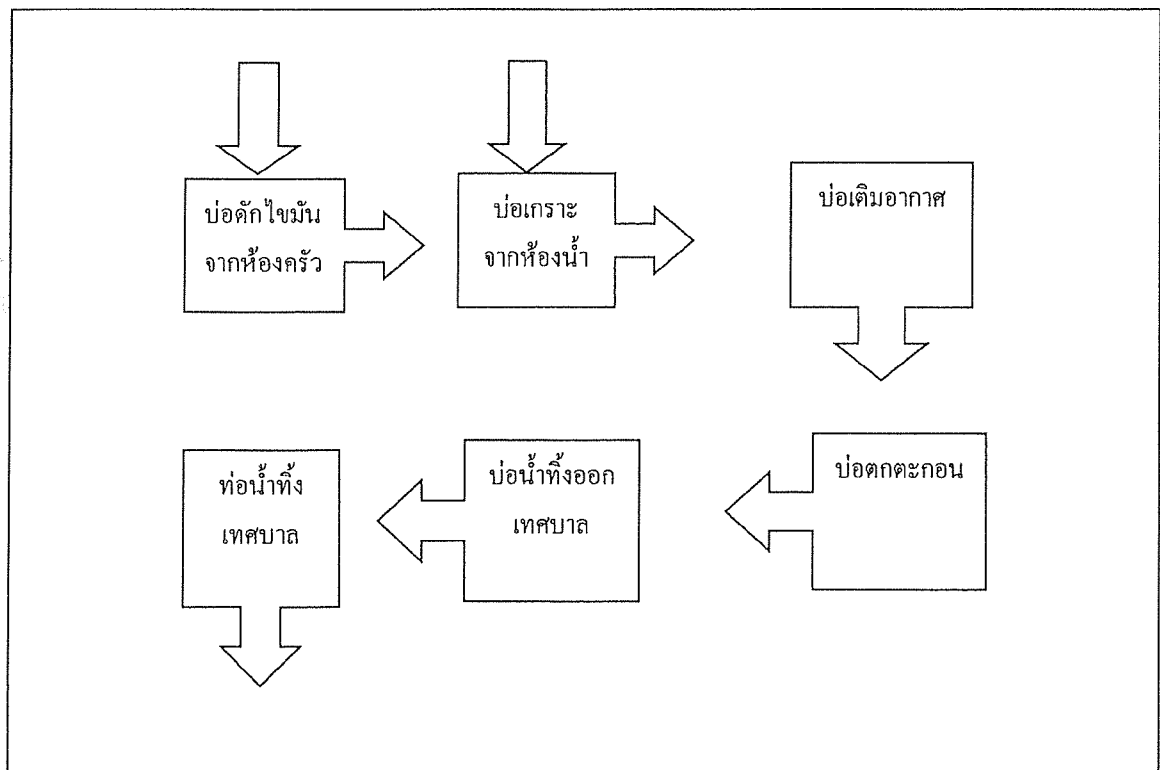 บ่อดักไขมัน
จากห้องครัว
บ่อเกราะ
จากห้องน้ำ
บ่อเติมอากาศ
บ่อตกตะกอน
บ่อน้ำทิ้งออก
เทศบาล
ท่อน้ำทิ้ง
เทศบาล